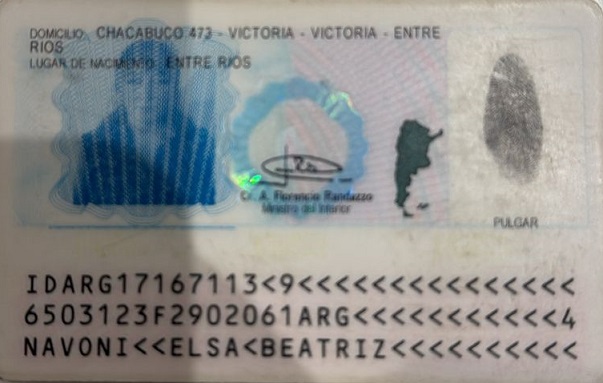 DOMICILIO: CHACABUCO 473 - VICTORIA - VICTORIA - ENTRE
RIOS
LUGAR DE NACIMIENTO: ENTRE RIOS
Cr. A. Florencio Randazzo
Ministro del Interior
PULGAR
IDARG17167113<9<<<<<<<<<<<<<<<
6503123F2902061ARG<<<<<<<<<<<4
NAVONI<<ELSA<BEATRIZ<<<<<<<<<<